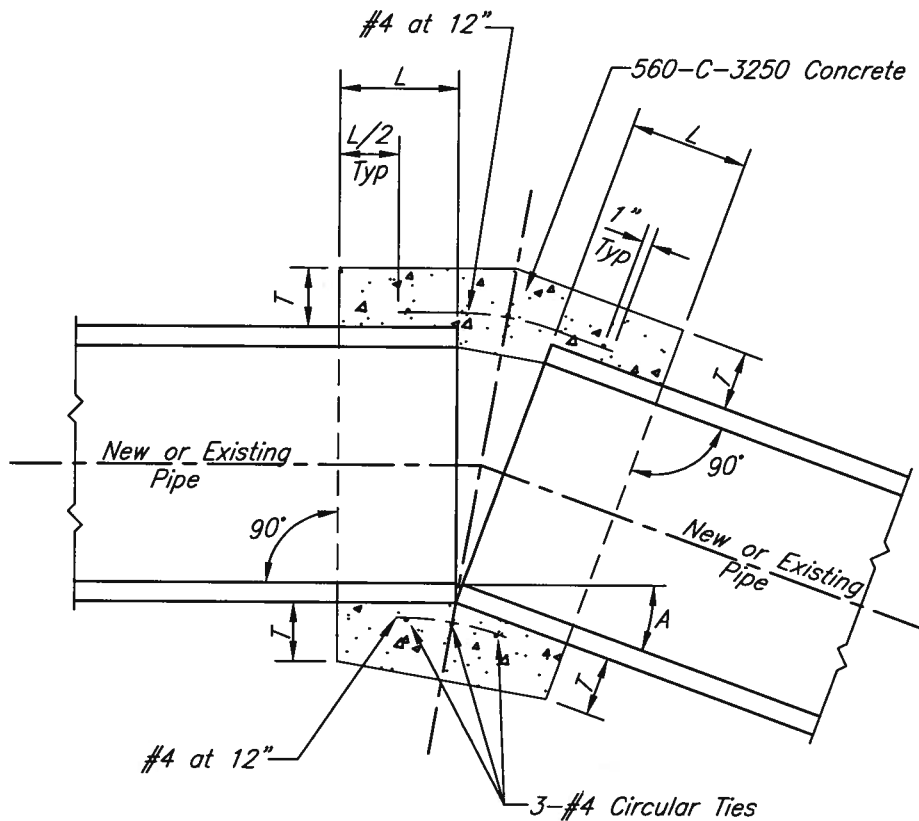 #4 at 12"
560-C-3250 Concrete
L
L
L/2
Typ
1"
Typ
T
T
New or Existing
Pipe
90°
90°
New or Existing
Pipe
A
T
T
#4 at 12"
3-#4 Circular Ties